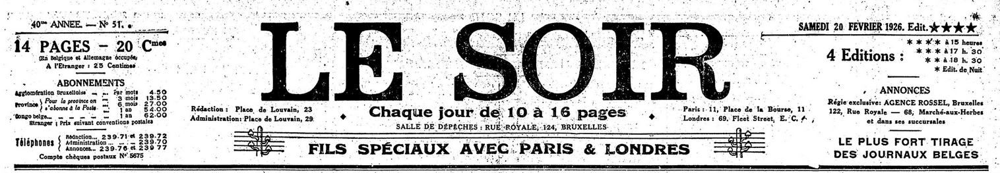 40me ANNEE. — No 51.
14 PAGES — 20 Cmes
(En Belgique et Allemagne occupée)
A l'Etranger : 25 Centimes
ABONNEMENTS
Agglomération Bruxelloise Par mois 4.50
Province Pour la province on s'abonne à la Poste. 3 mois 13.50
6 mois 27.00
1 an 54.00
Congo belge... 1 an 62.00
Etranger : Prix suivant conventions postales
Téléphones Rédaction... 239.71 et 239.72
Administration ... 239.70
Annonces... 239.76 et 239 77
Compte chèques postaux No 5675
LE SOIR
Rédaction : Place de Louvain, 23
Administration: Place de Louvain, 29
Chaque jour de 10 à 16 pages
SALLE DE DÉPÊCHES : RUE ROYALE, 124, BRUXELLES
FILS SPÉCIAUX AVEC PARIS & LONDRES
Paris : 11, Place de la Bourse, 11
Londres : 69, Fleet Street, E. C. 4
SAMEDI 20 FÉVRIER 1926. Edit. ★★★★
4 Editions :
* * * * à 15 heures
* * * à 17 h. 30
* * à 18 h. 30
* Edit. de Nuit
ANNONCES
Régie exclusive: AGENCE ROSSEL, Bruxelles
122, Rue Royale — 68, Marché-aux-Herbes
et dans ses succursales
LE PLUS FORT TIRAGE
DES JOURNAUX BELGES